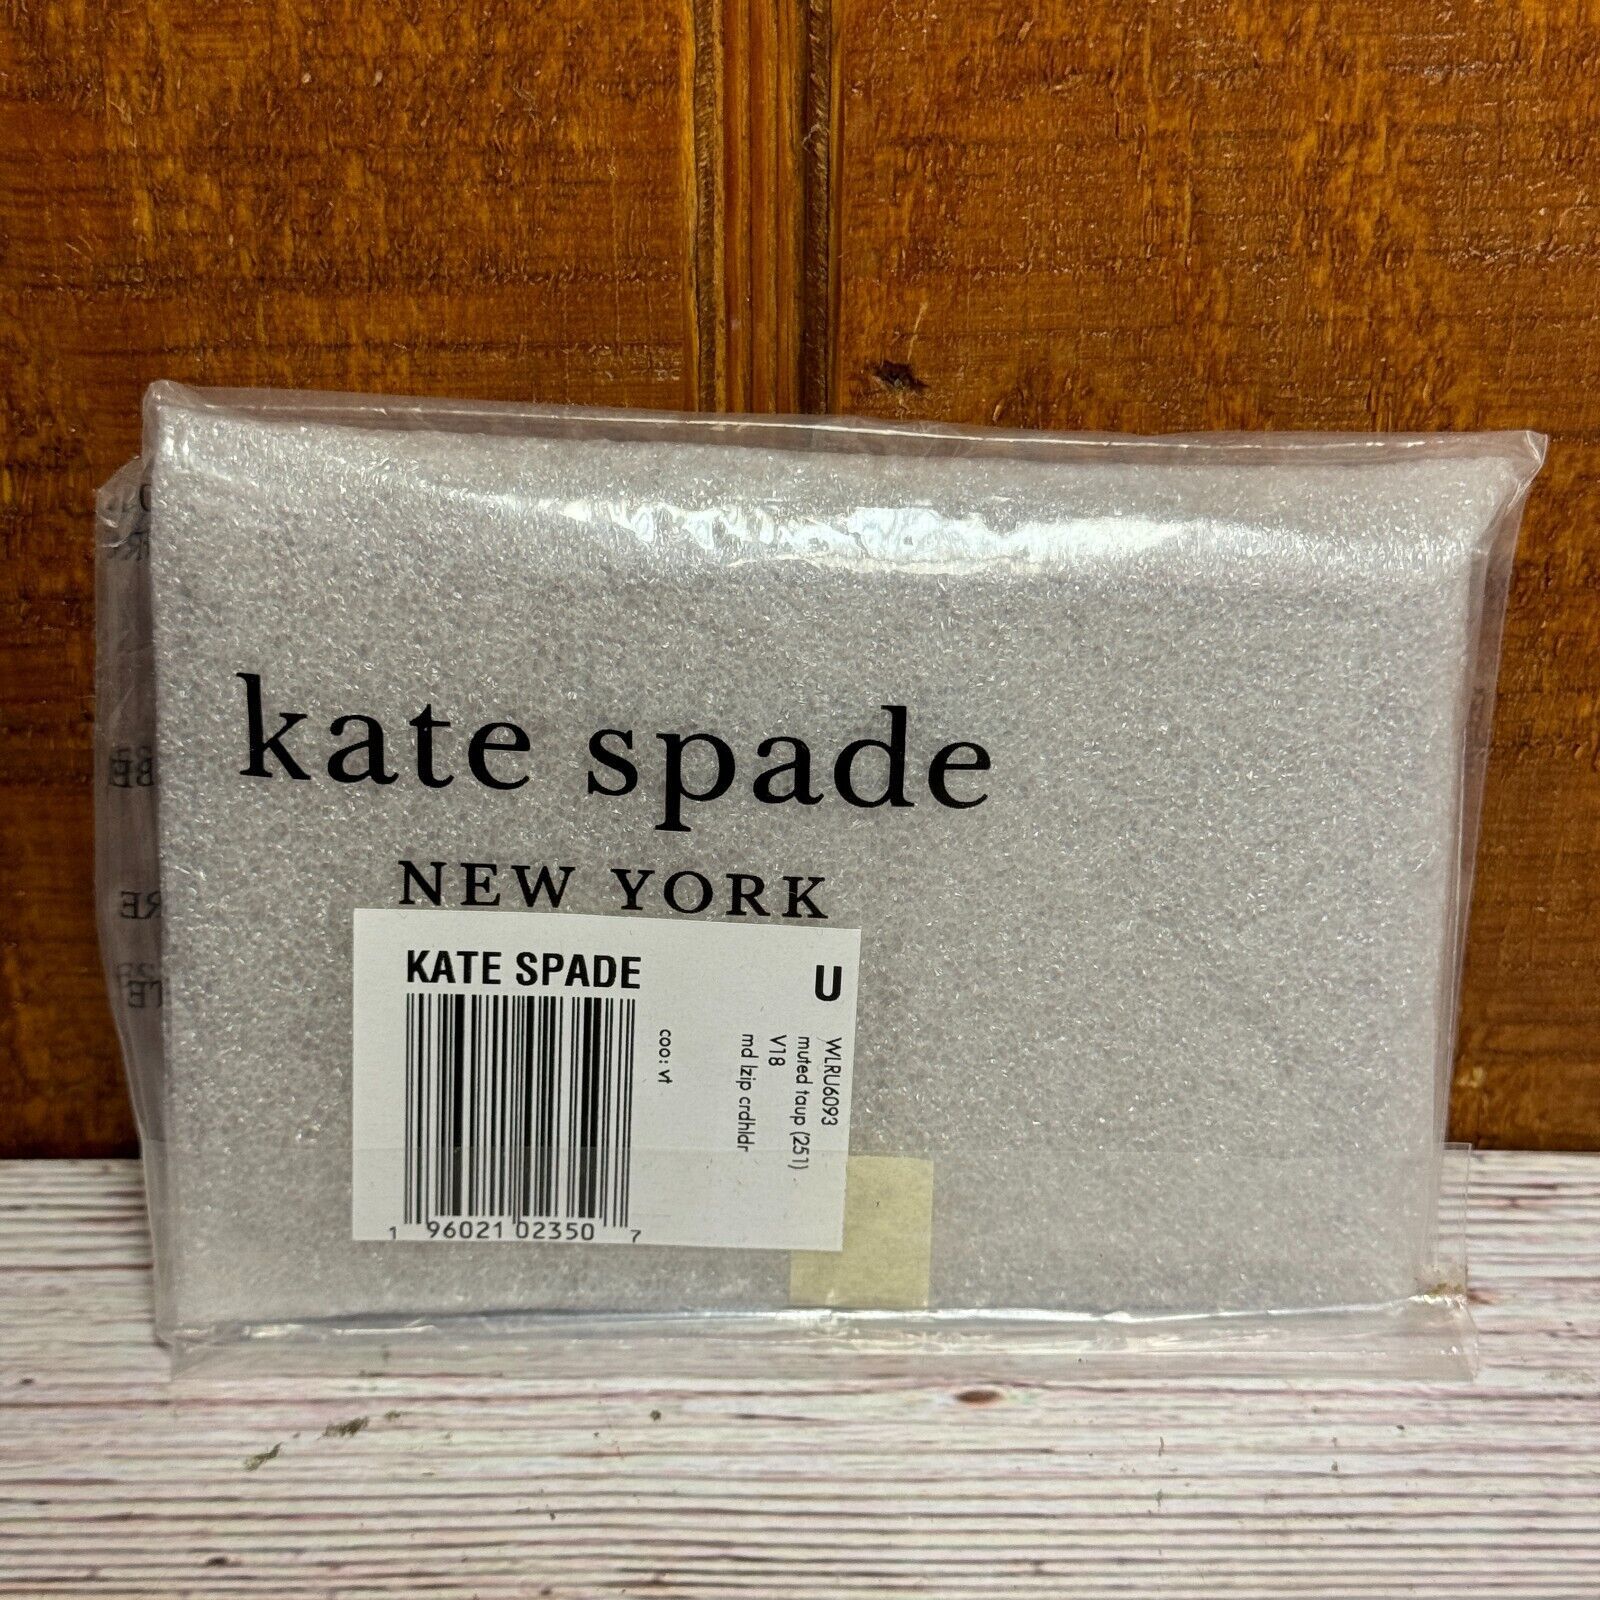 kate spade
NEW YORK
KATE SPADE
U
WLRU6093
muted taup (251)
V18
md lzip crdhldr
coo: vt
1 96021 02350 7